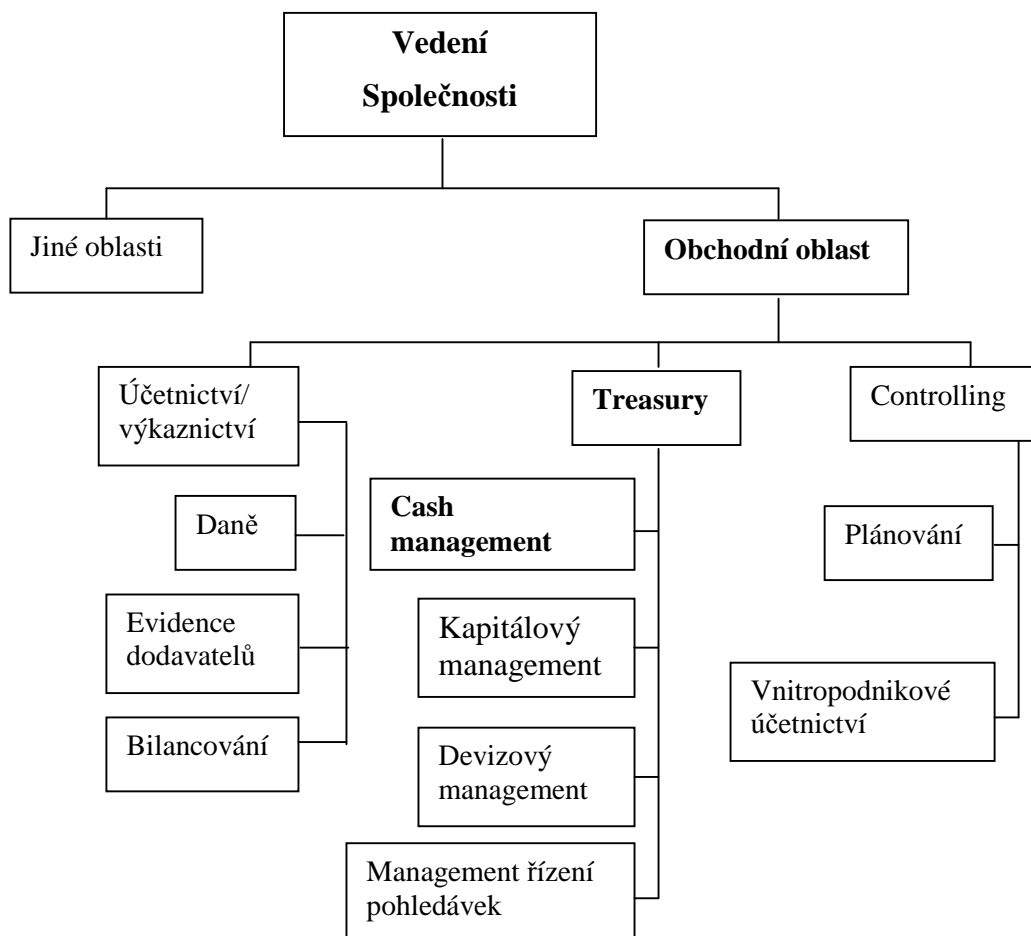 Vedení
Společnosti
Jiné oblasti
Obchodní oblast
Účetnictví/
výkaznictví
Treasury
Controlling
Daně
Cash
management
Plánování
Evidence
dodavatelů
Kapitálový
management
Vnitropodnikové
účetnictví
Bilancování
Devizový
management
Management řízení
pohledávek